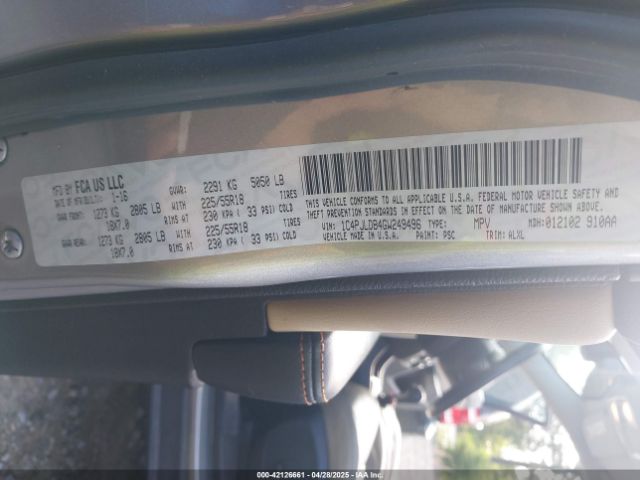 MFD BY FCA US LLC
DATE OF MFR 1-16 GVWR: 2291 KG 5050 LB
GAWR FRONT: 1273 KG 2805 LB WITH 225/55R18 TIRES
18X7.0 RIMS AT 230 KPA ( 33 PSI) COLD
GAWR 1273 KG 2805 LB WITH 225/55R18 TIRES
18X7.0 RIMS AT 230 KPA ( 33 PSI) COLD
THIS VEHICLE CONFORMS TO ALL APPLICABLE U.S.A. FEDERAL MOTOR VEHICLE SAFETY AND
THEFT PREVENTION STANDARDS IN EFFECT ON THE DATE OF MANUFACTURE SHOWN ABOVE.
VIN: 1C4PJLDB4GW249496 TYPE: MPV MDH:012102 910AA
VEHICLE MADE IN U.S.A. PAINT: PSC TRIM: ALXL
000-42126661 | 04/28/2025 | IAA Inc.